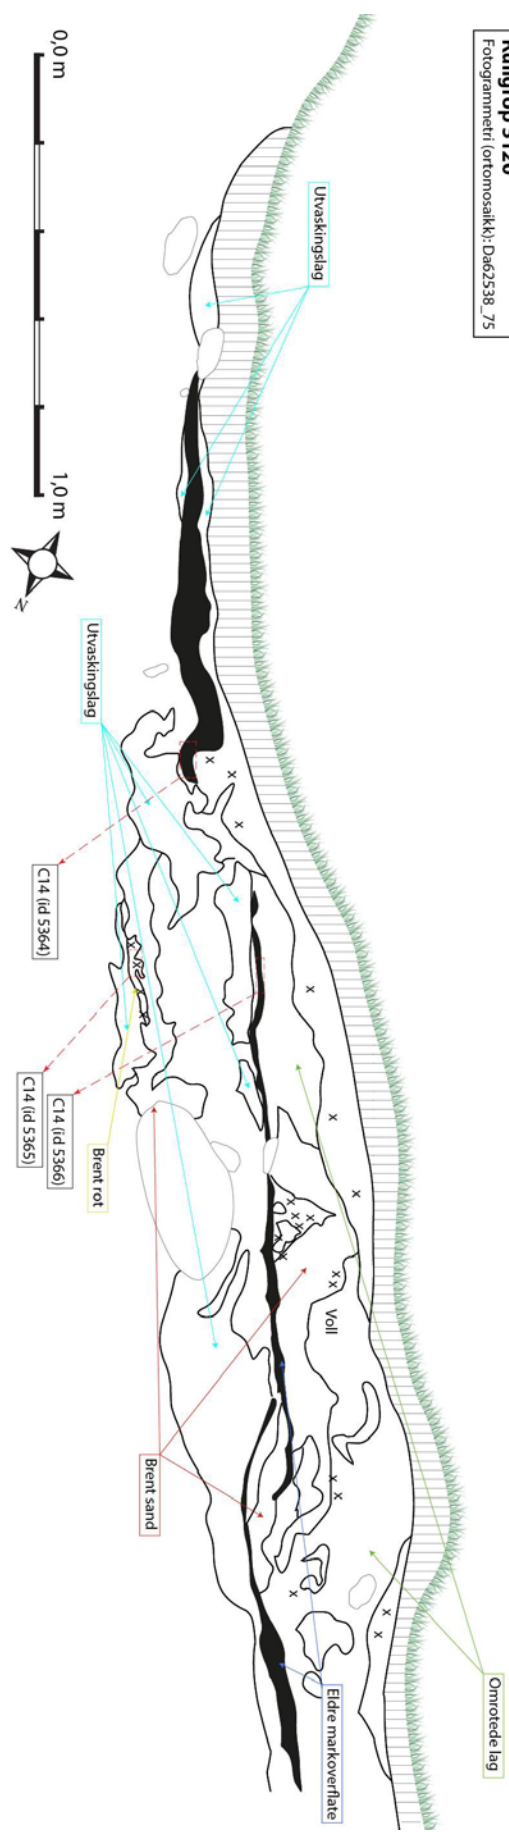 Kullgrop
Fotogrammetri (ortomosaikk): Da62538_75
Omrotede lag
Utvaskingslag
Voll
Eldre markoverflate
Brent sand
Utvaskingslag
Brent rot
C14 (id 5364)
C14 (id 5366)
C14 (id 5365)
0,0 m
1,0 m
N